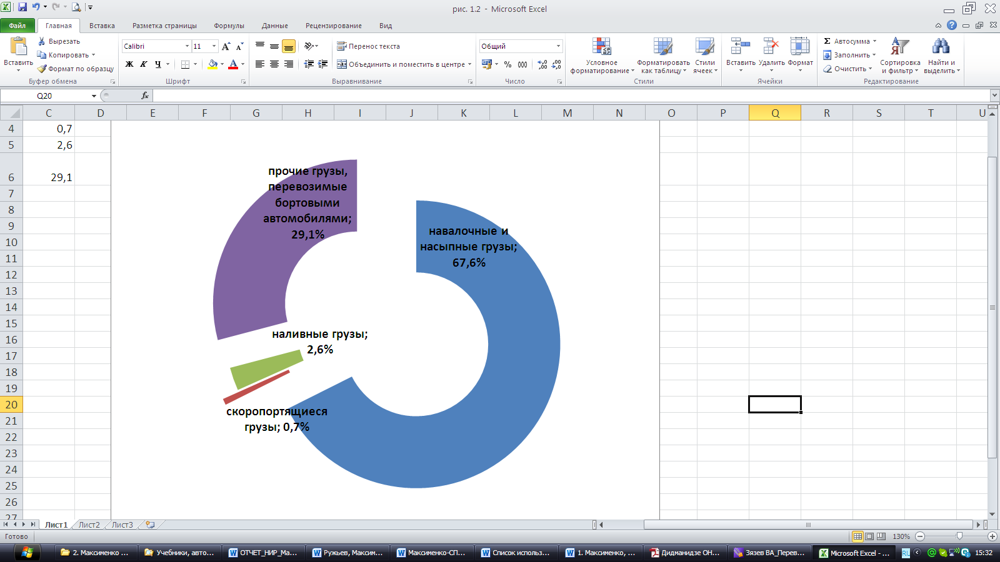 рис. 1.2 - Microsoft Excel
Файл Главная Вставка Разметка страницы Формулы Данные Рецензирование Вид
Вставить
Вырезать
Копировать
Формат по образцу
Буфер обмена
Calibri 11
Ж К Ч
Шрифт
Перенос текста
Объединить и поместить в центре
Выравнивание
Общий
% 000
Число
Условное форматирование
Форматировать как таблицу
Стили ячеек
Стили
Вставить Удалить Формат
Ячейки
Автосумма
Заполнить
Очистить
Сортировка и фильтр
Найти и выделить
Редактирование
Q20 fx
C D E F G H I J K L M N O P Q R S T U
4 0,7
5 2,6
6 29,1
7
8
9
10
11
12
13
14
15
16
17
18
19
20
21
22
23
24
25
26
27
прочие грузы,
перевозимые
бортовыми
автомобилями;
29,1%
навалочные и
насыпные грузы;
67,6%
наливные грузы;
2,6%
скоропортящиеся
грузы; 0,7%
Лист1 Лист2 Лист3
Готово 130%
2. Максименко ... Учебники, авто... ОТЧЕТ_НИР_Ма... Ружьев, Максим... Максименко-СП... Список использ... 1. Максименко, ... Дидманидзе ОН... Зязев ВА_Перев... Microsoft Excel - ... RU 15:32